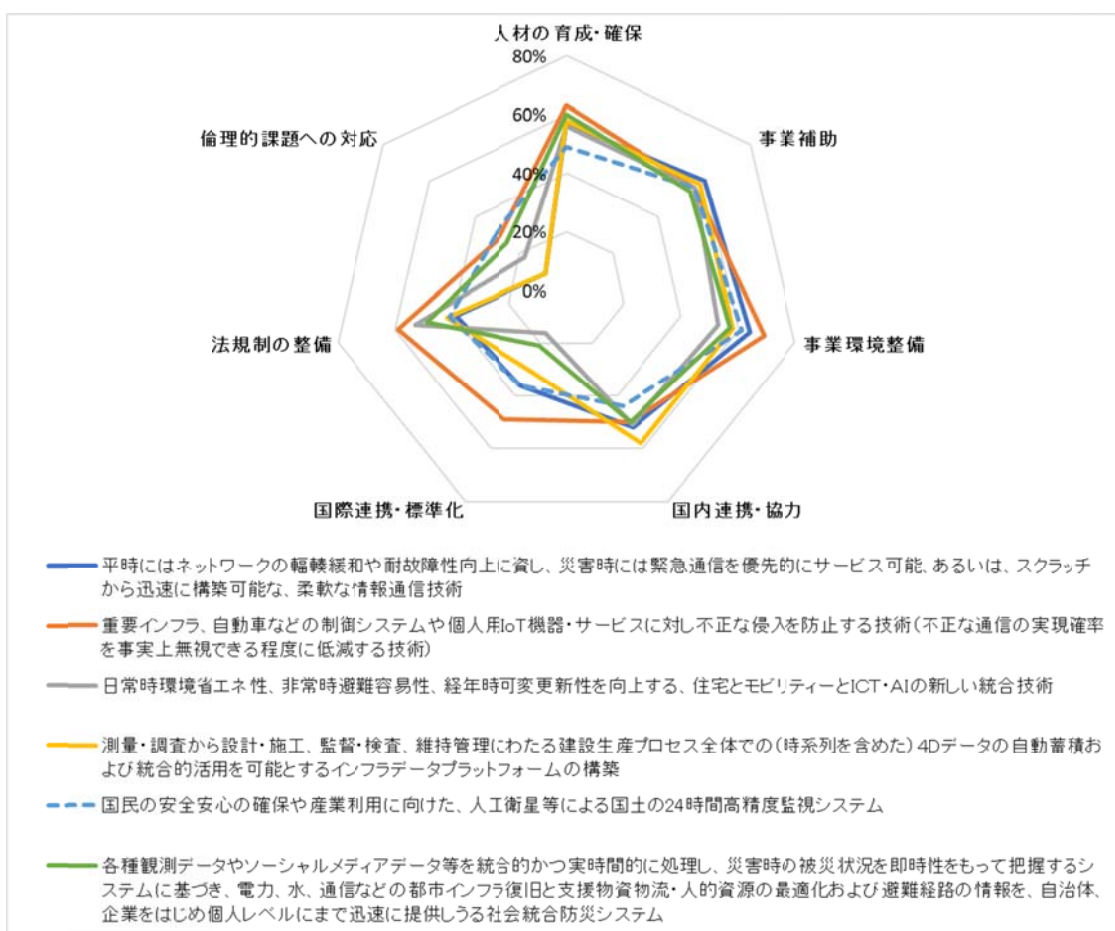 人材の育成・確保
80%
60%
40%
20%
0%
倫理的課題への対応
事業補助
法規制の整備
事業環境整備
国際連携・標準化
国内連携・協力
平時にはネットワークの輻輳緩和や耐故障性向上に資し、災害時には緊急通信を優先的にサービス可能、あるいは、スクラッチ
から迅速に構築可能な、柔軟な情報通信技術
重要インフラ、自動車などの制御システムや個人用IoT機器・サービスに対し不正な侵入を防止する技術(不正な通信の実現確率
を事実上無視できる程度に低減する技術)
日常時環境省エネ性、非常時避難容易性、経年時可変更新性を向上する、住宅とモビリティーとICT・AIの新しい統合技術
測量・調査から設計・施工、監督・検査、維持管理にわたる建設生産プロセス全体での(時系列を含めた)4Dデータの自動蓄積お
よび統合的活用を可能とするインフラデータプラットフォームの構築
国民の安全安心の確保や産業利用に向けた、人工衛星等による国土の24時間高精度監視システム
各種観測データやソーシャルメディアデータ等を統合的かつ実時間的に処理し、災害時の被災状況を即時性をもって把握するシ
ステムに基づき、電力、水、通信などの都市インフラ復旧と支援物資物流・人的資源の最適化および避難経路の情報を、自治体、
企業をはじめ個人レベルにまで迅速に提供しうる社会統合防災システム